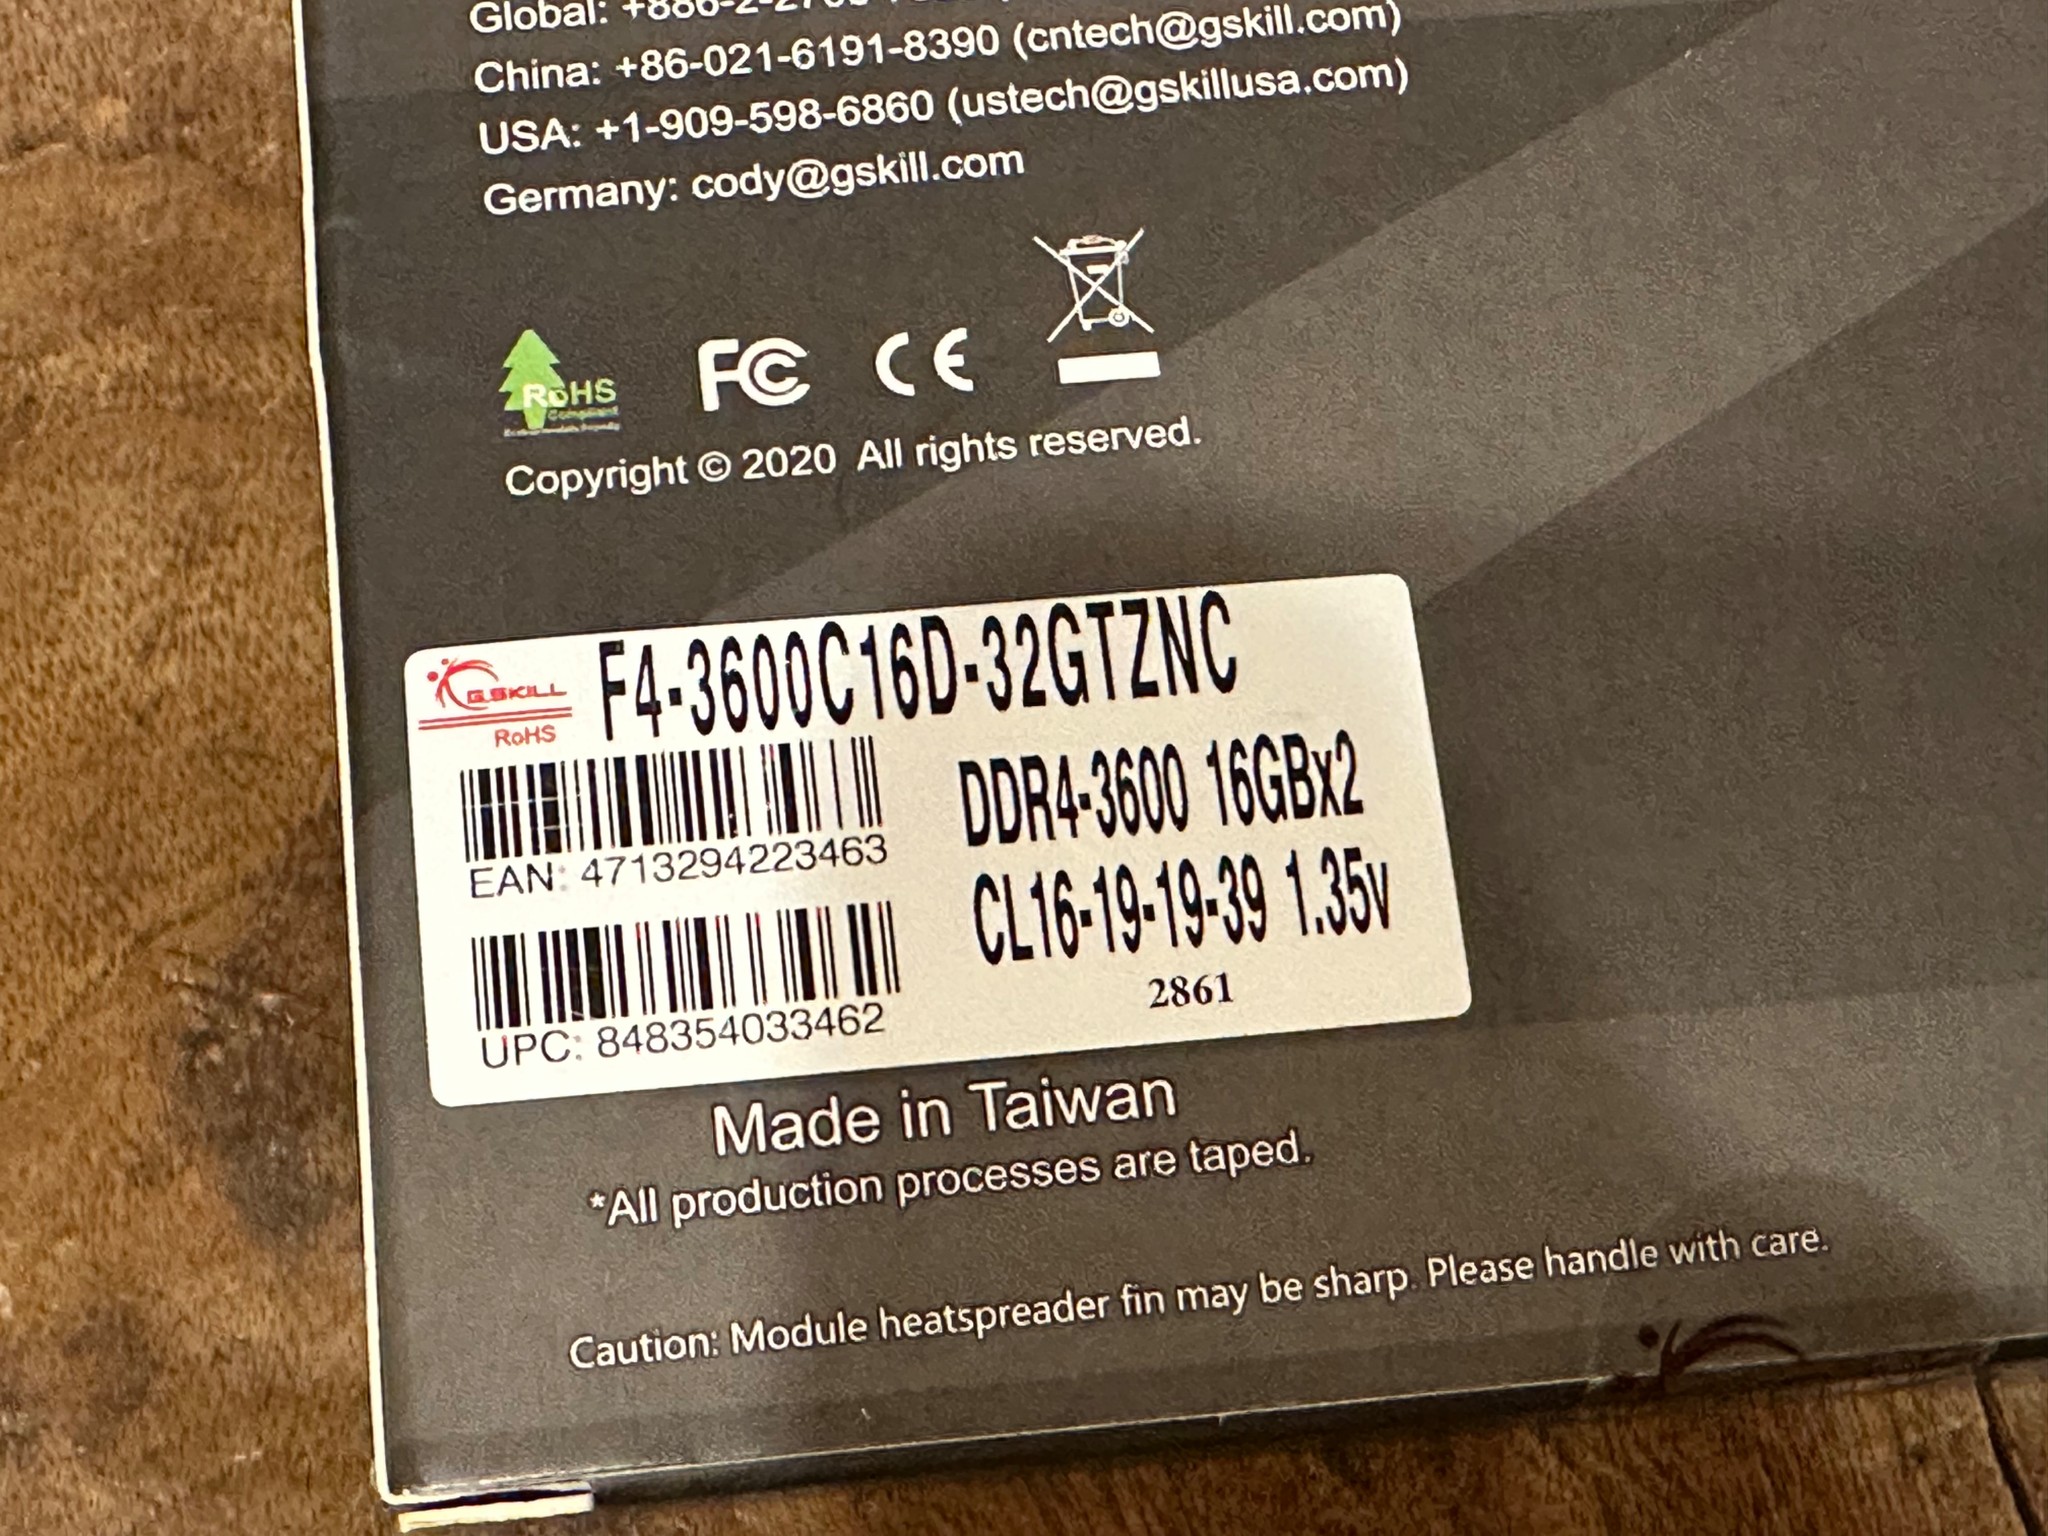 Global:
China: +86-021-6191-8390 (cntech@gskill.com)
USA: +1-909-598-6860 (ustech@gskillusa.com)
Germany: cody@gskill.com
RoHS
Compliant
FC CE
Copyright © 2020 All rights reserved.
G.SKILL
RoHS
F4-3600C16D-32GTZNC
DDR4-3600 16GBx2
CL16-19-19-39 1.35v
2861
EAN: 4713294223463
UPC: 848354033462
Made in Taiwan
*All production processes are taped.
Caution: Module heatspreader fin may be sharp. Please handle with care.